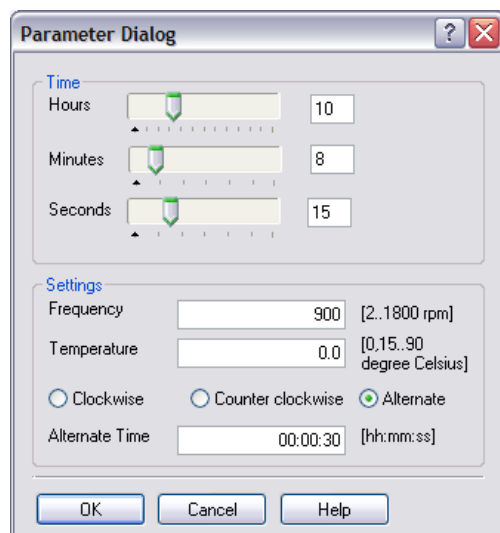 Parameter Dialog
Time
Hours 10
Minutes 8
Seconds 15
Settings
Frequency 900 [2..1800 rpm]
Temperature 0.0 [0,15..90
degree Celsius]
Clockwise Counter clockwise Alternate
Alternate Time 00:00:30 [hh:mm:ss]
OK Cancel Help